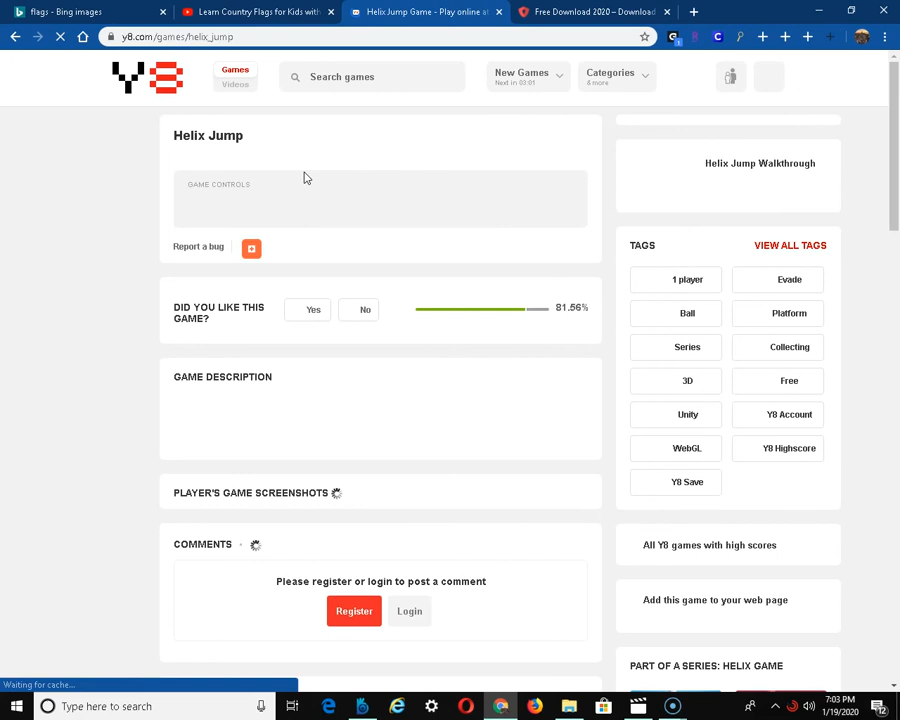 flags - Bing images
Learn Country Flags for Kids with
Helix Jump Game - Play online at
Free Download 2020 – Download
y8.com/games/helix_jump
Y8
Games
Videos
Search games
New Games
Next in 03:01
Categories
& more
Helix Jump
GAME CONTROLS
Report a bug
DID YOU LIKE THIS
GAME?
Yes
No
81.56%
GAME DESCRIPTION
PLAYER'S GAME SCREENSHOTS
COMMENTS
Please register or login to post a comment
Register
Login
Helix Jump Walkthrough
TAGS
VIEW ALL TAGS
1 player
Evade
Ball
Platform
Series
Collecting
3D
Free
Unity
Y8 Account
WebGL
Y8 Highscore
Y8 Save
All Y8 games with high scores
Add this game to your web page
PART OF A SERIES: HELIX GAME
Waiting for cache...
Type here to search
7:03 PM
1/19/2020
12